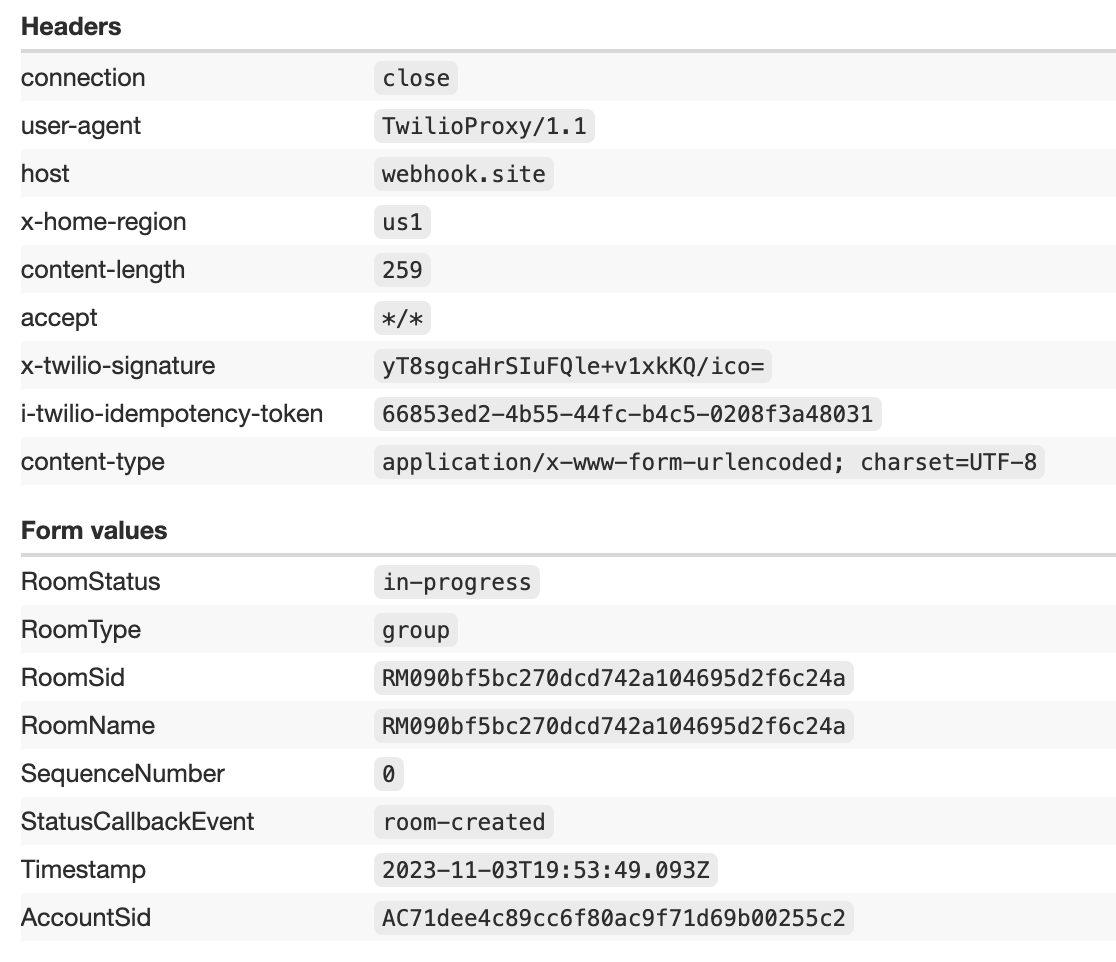 Headers
connection close
user-agent TwilioProxy/1.1
host webhook.site
x-home-region us1
content-length 259
accept */*
x-twilio-signature yT8sgcaHrSIuFQle+v1xkKQ/ico=
i-twilio-idempotency-token 66853ed2-4b55-44fc-b4c5-0208f3a48031
content-type application/x-www-form-urlencoded; charset=UTF-8
Form values
RoomStatus in-progress
RoomType group
RoomSid RM090bf5bc270dcd742a104695d2f6c24a
RoomName RM090bf5bc270dcd742a104695d2f6c24a
SequenceNumber 0
StatusCallbackEvent room-created
Timestamp 2023-11-03T19:53:49.093Z
AccountSid AC71dee4c89cc6f80ac9f71d69b00255c2